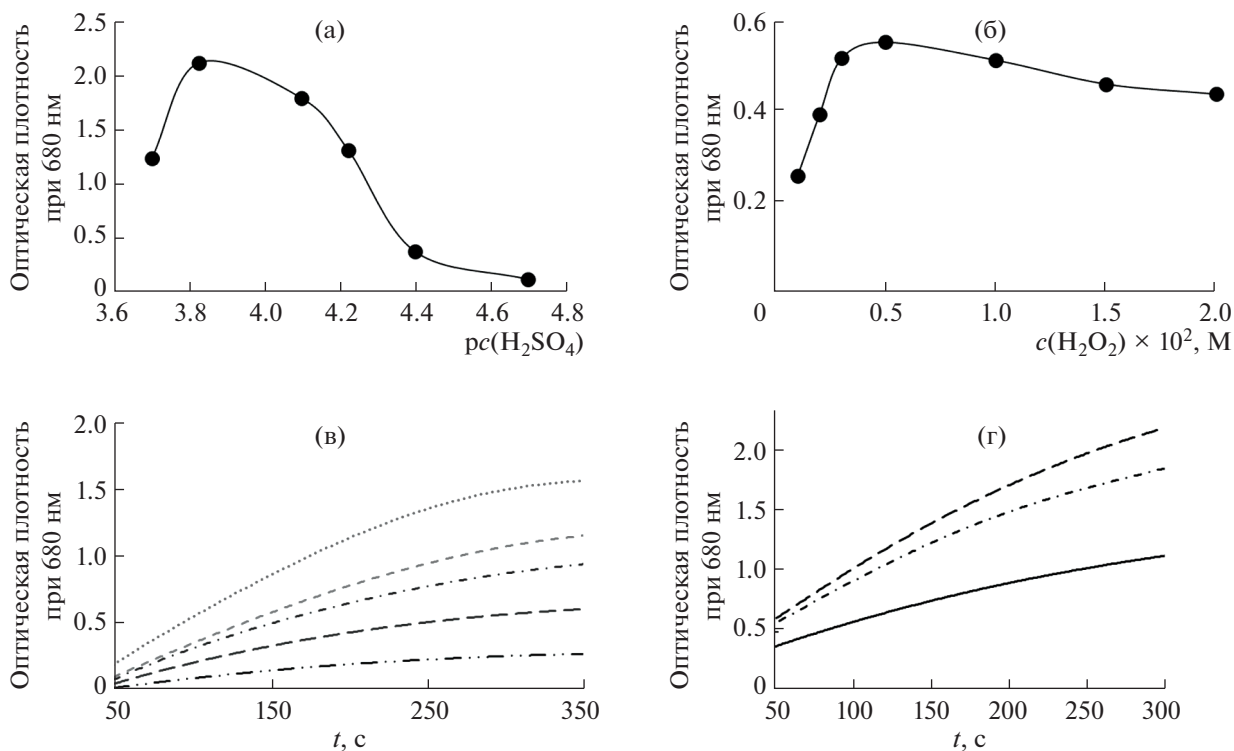 (а)
Оптическая плотность
при 680 нм
2.5
2.0
1.5
1.0
0.5
0
3.6 3.8 4.0 4.2 4.4 4.6 4.8
pc(H₂SO₄)
(б)
Оптическая плотность
при 680 нм
0.6
0.4
0.2
0 0.5 1.0 1.5 2.0
c(H₂O₂) × 10², М
(в)
Оптическая плотность
при 680 нм
2.0
1.5
1.0
0.5
0
50 150 250 350
t, с
(г)
Оптическая плотность
при 680 нм
2.0
1.5
1.0
0.5
0
50 100 150 200 250 300
t, с